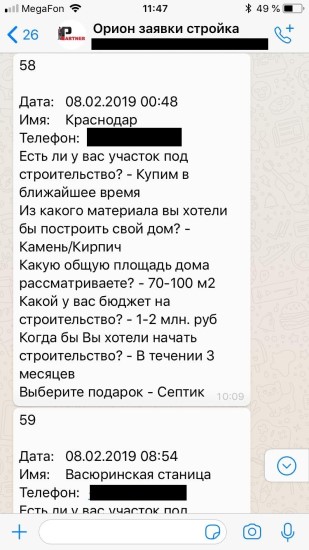 MegaFon 11:47 49 %
26 PARTNER Орион заявки стройка
58
Дата: 08.02.2019 00:48
Имя: Краснодар
Телефон:
Есть ли у вас участок под
строительство? - Купим в
ближайшее время
Из какого материала вы хотели
бы построить свой дом? -
Камень/Кирпич
Какую общую площадь дома
рассматриваете? - 70-100 м2
Какой у вас бюджет на
строительство? - 1-2 млн. руб
Когда бы Вы хотели начать
строительство? - В течении 3
месяцев
Выберите подарок - Септик 10:09
59
Дата: 08.02.2019 08:54
Имя: Васюринская станица
Телефон:
Есть ли у вас участок под